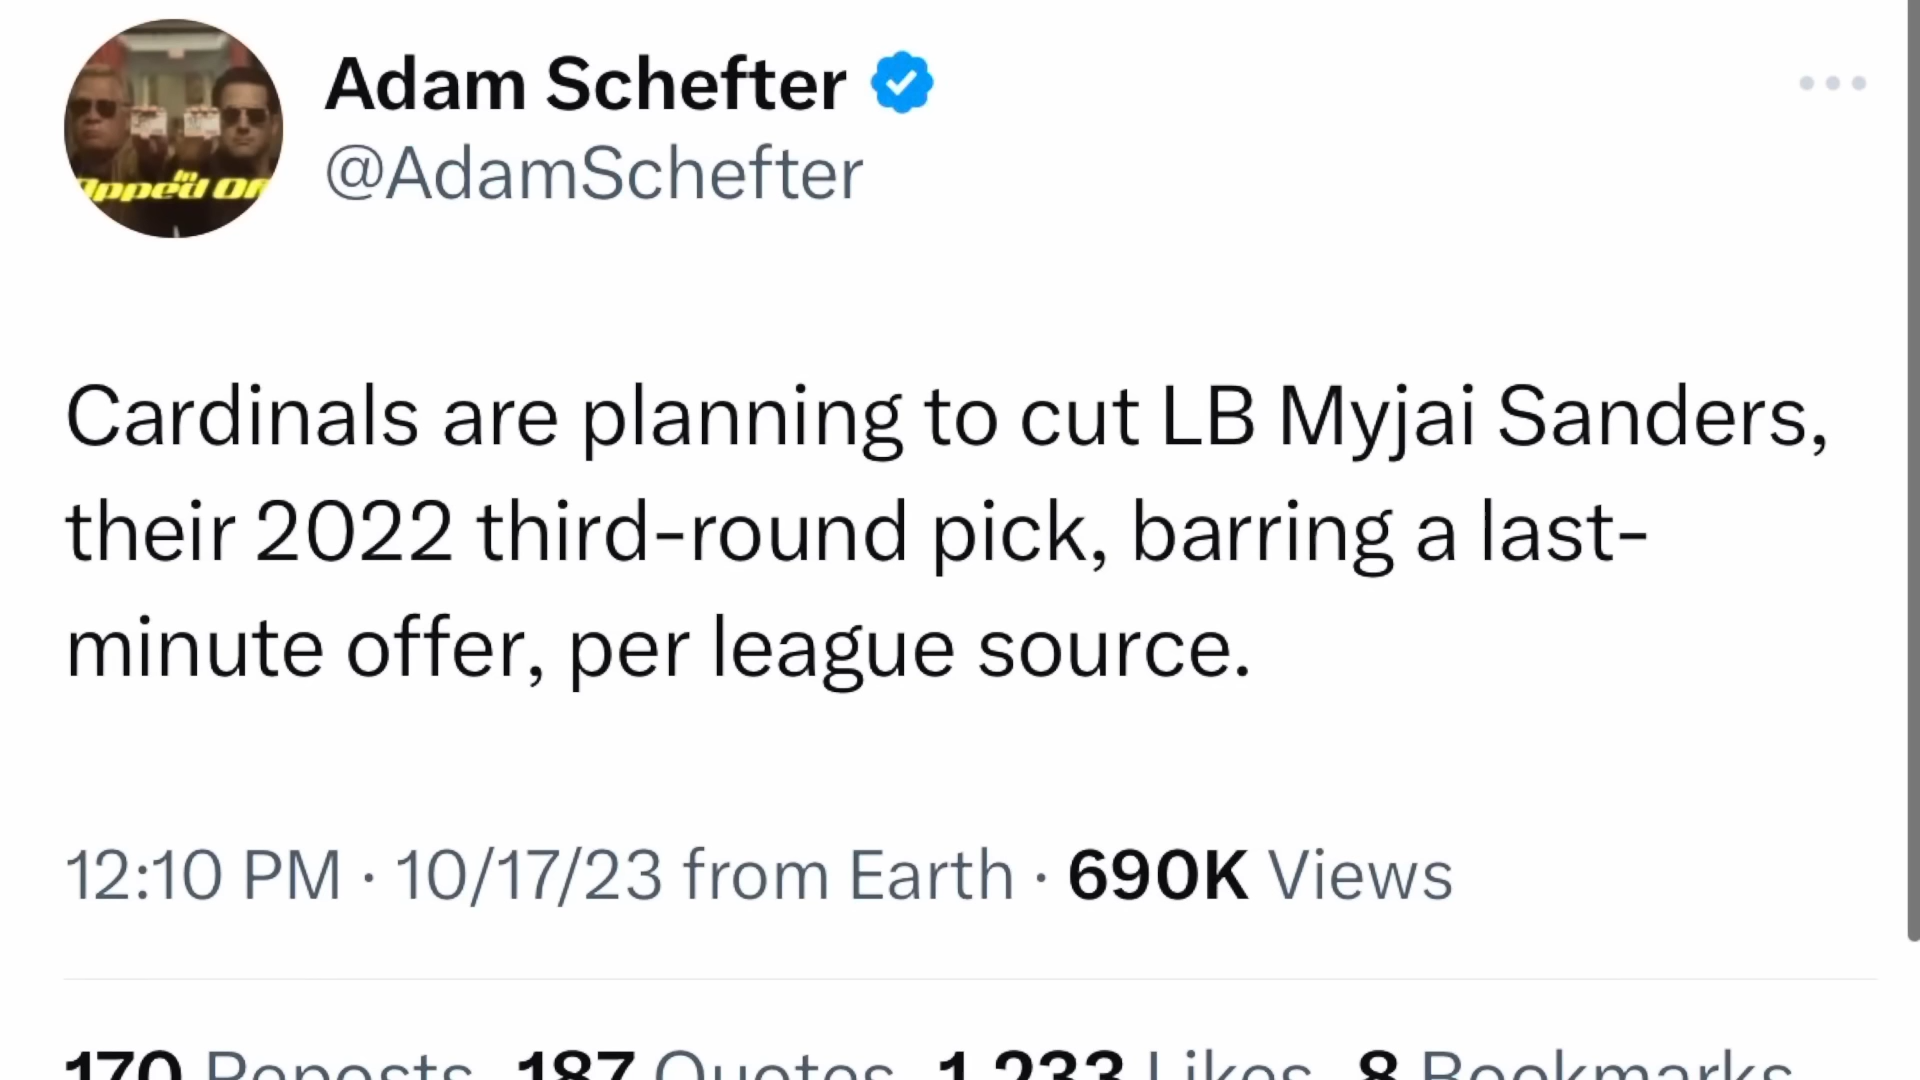 Adam Schefter
@AdamSchefter
in
pped O
Cardinals are planning to cut LB Myjai Sanders,
their 2022 third-round pick, barring a last-
minute offer, per league source.
12:10 PM · 10/17/23 from Earth · 690K Views
170 Reposts 187 Quotes 1,233 Likes 8 Bookmarks